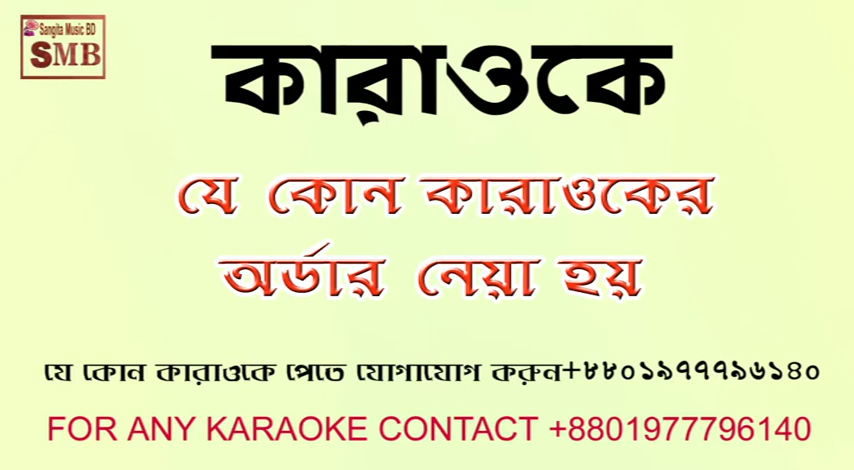 Sangita Music BD
SMB
কারাওকে
যে কোন কারাওকের
অর্ডার নেয়া হয়
যে কোন কারাওকে পেতে যোগাযোগ করুন+৮৮০১৯৭৭৭৯৬১৪০
FOR ANY KARAOKE CONTACT +8801977796140